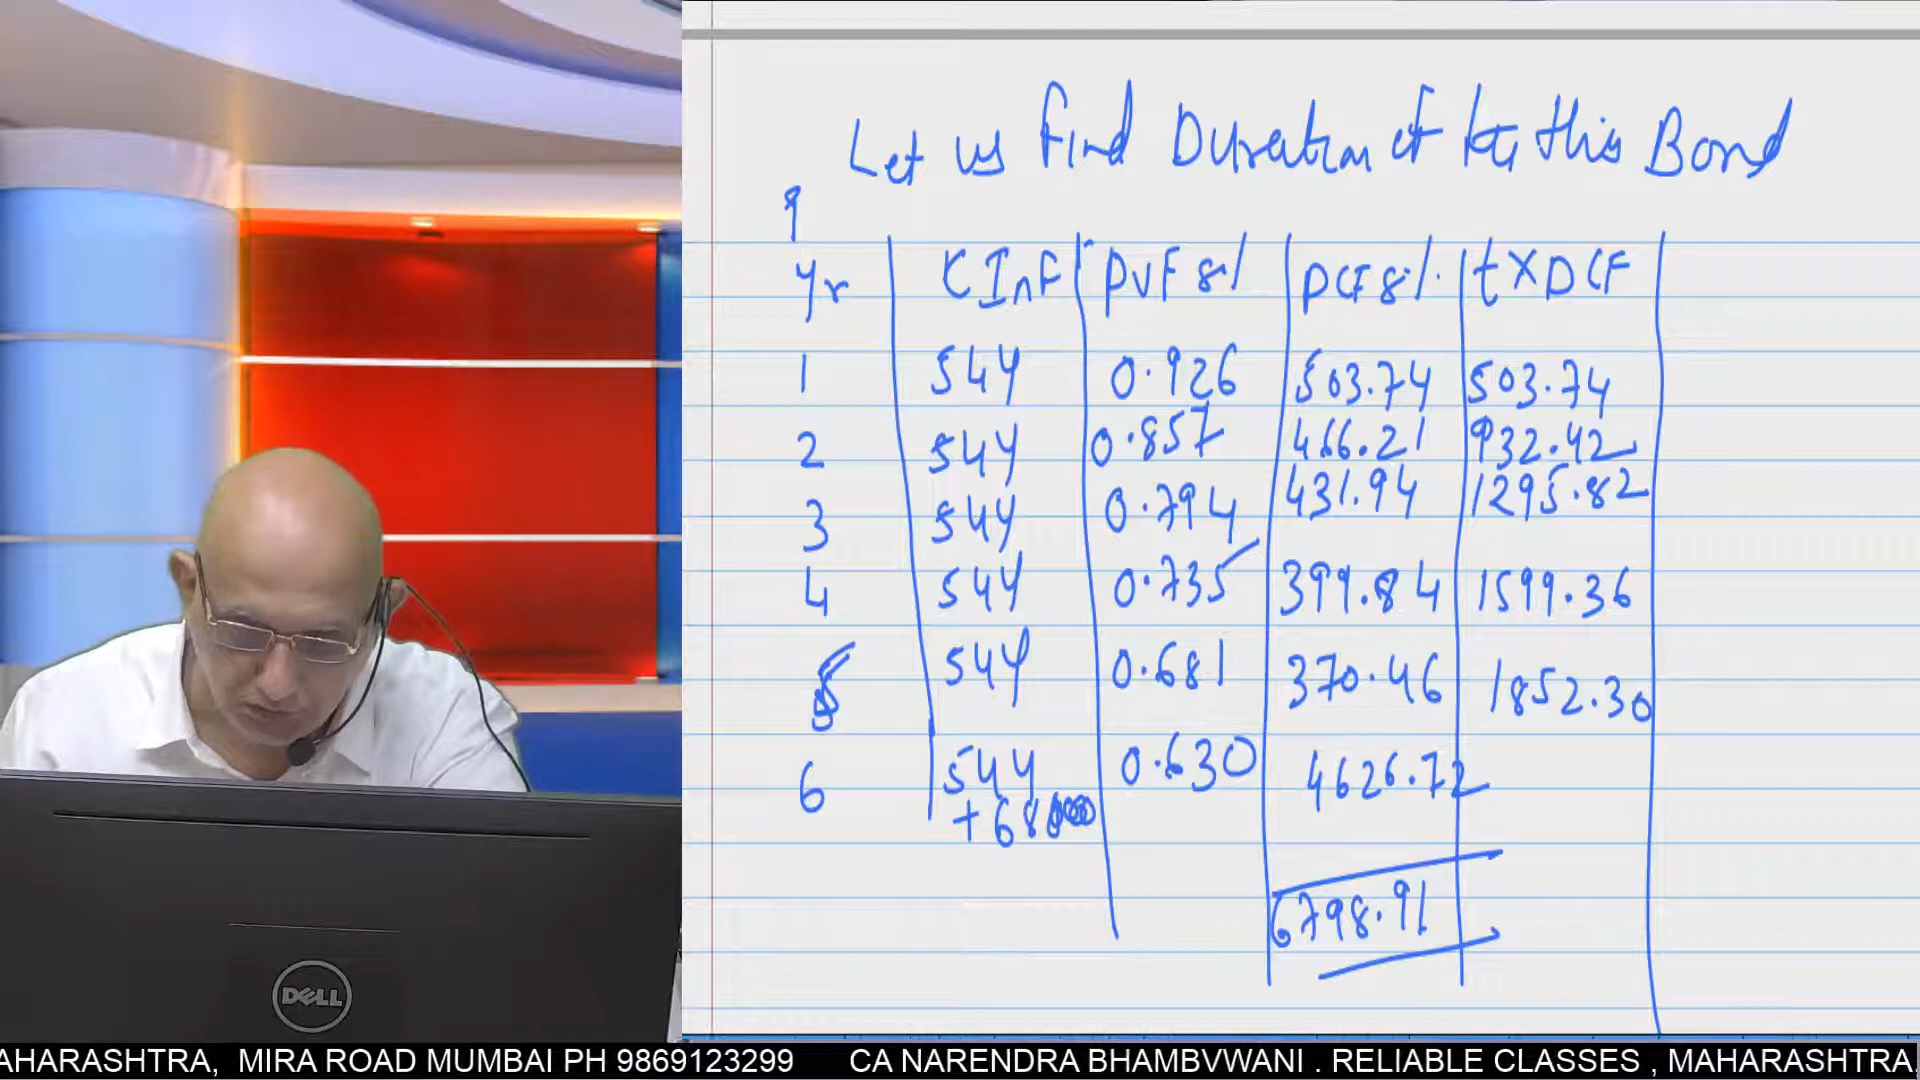 Let us find Duration of this Bond
Yr CInF PVF 8% DCF 8% tXDCF
1 544 0.926 503.74 503.74
2 544 0.857 466.21 932.42
3 544 0.794 431.94 1295.82
4 544 0.735 399.84 1599.36
5 544 0.681 370.46 1852.30
6 544 0.630 4626.72
+6800
6798.91
DELL
AHARASHTRA, MIRA ROAD MUMBAI PH 9869123299 CA NARENDRA BHAMBVWANI . RELIABLE CLASSES , MAHARASHTRA,